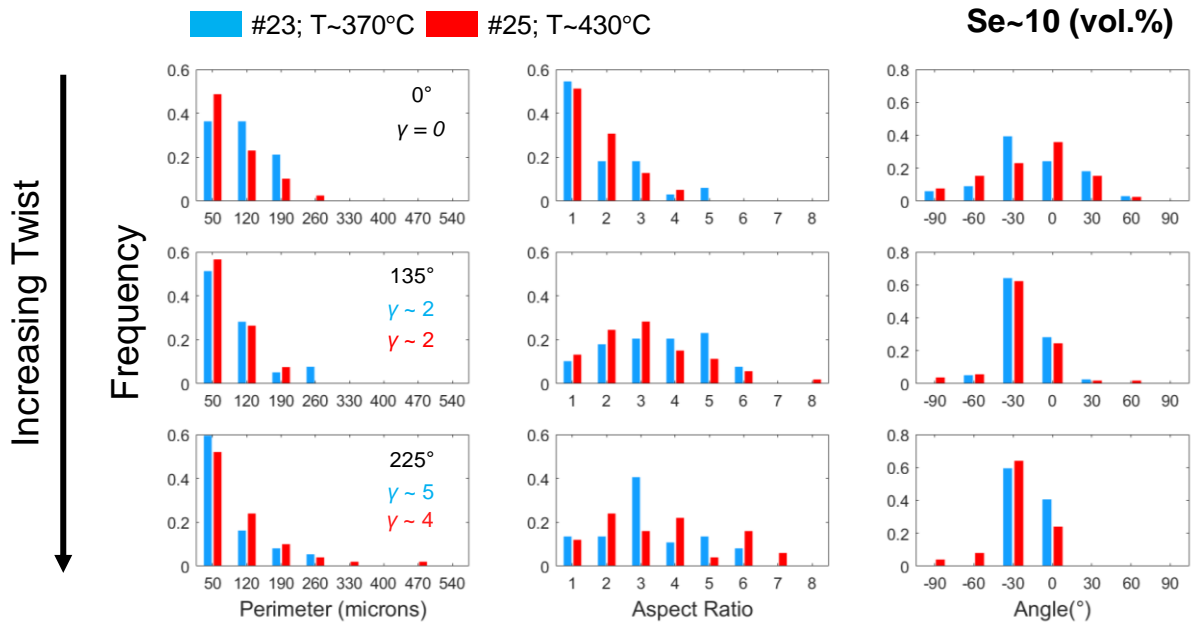 #23; T~370°C #25; T~430°C Se~10 (vol.%)
Increasing Twist
Frequency
0.6
0.4
0.2
0
50 120 190 260 330 400 470 540
0°
γ = 0
0.6
0.4
0.2
0
1 2 3 4 5 6 7 8
0.8
0.6
0.4
0.2
0
-90 -60 -30 0 30 60 90
0.6
0.4
0.2
0
50 120 190 260 330 400 470 540
135°
γ ~ 2
γ ~ 2
0.6
0.4
0.2
0
1 2 3 4 5 6 7 8
0.8
0.6
0.4
0.2
0
-90 -60 -30 0 30 60 90
0.6
0.4
0.2
0
50 120 190 260 330 400 470 540
225°
γ ~ 5
γ ~ 4
Perimeter (microns)
0.6
0.4
0.2
0
1 2 3 4 5 6 7 8
Aspect Ratio
0.8
0.6
0.4
0.2
0
-90 -60 -30 0 30 60 90
Angle(°)